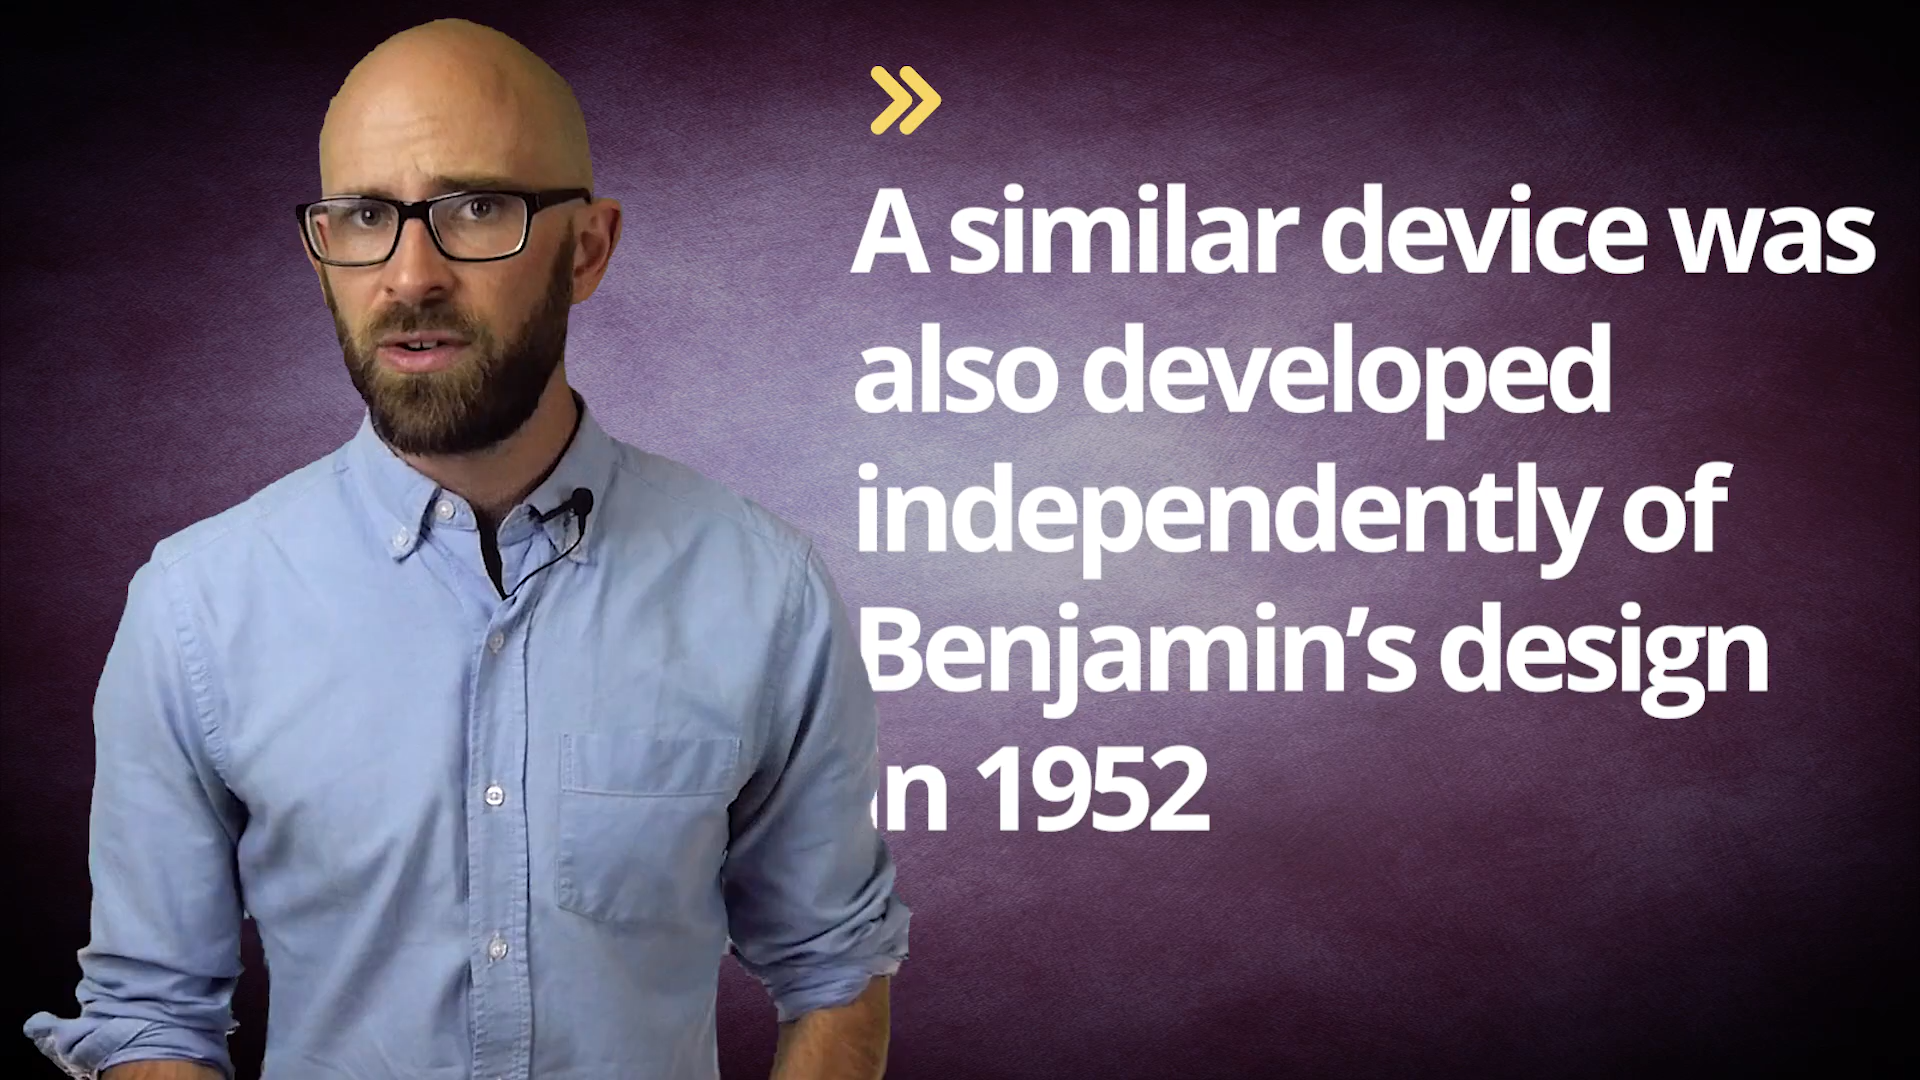 A similar device was
also developed
independently of
Benjamin’s design
in 1952